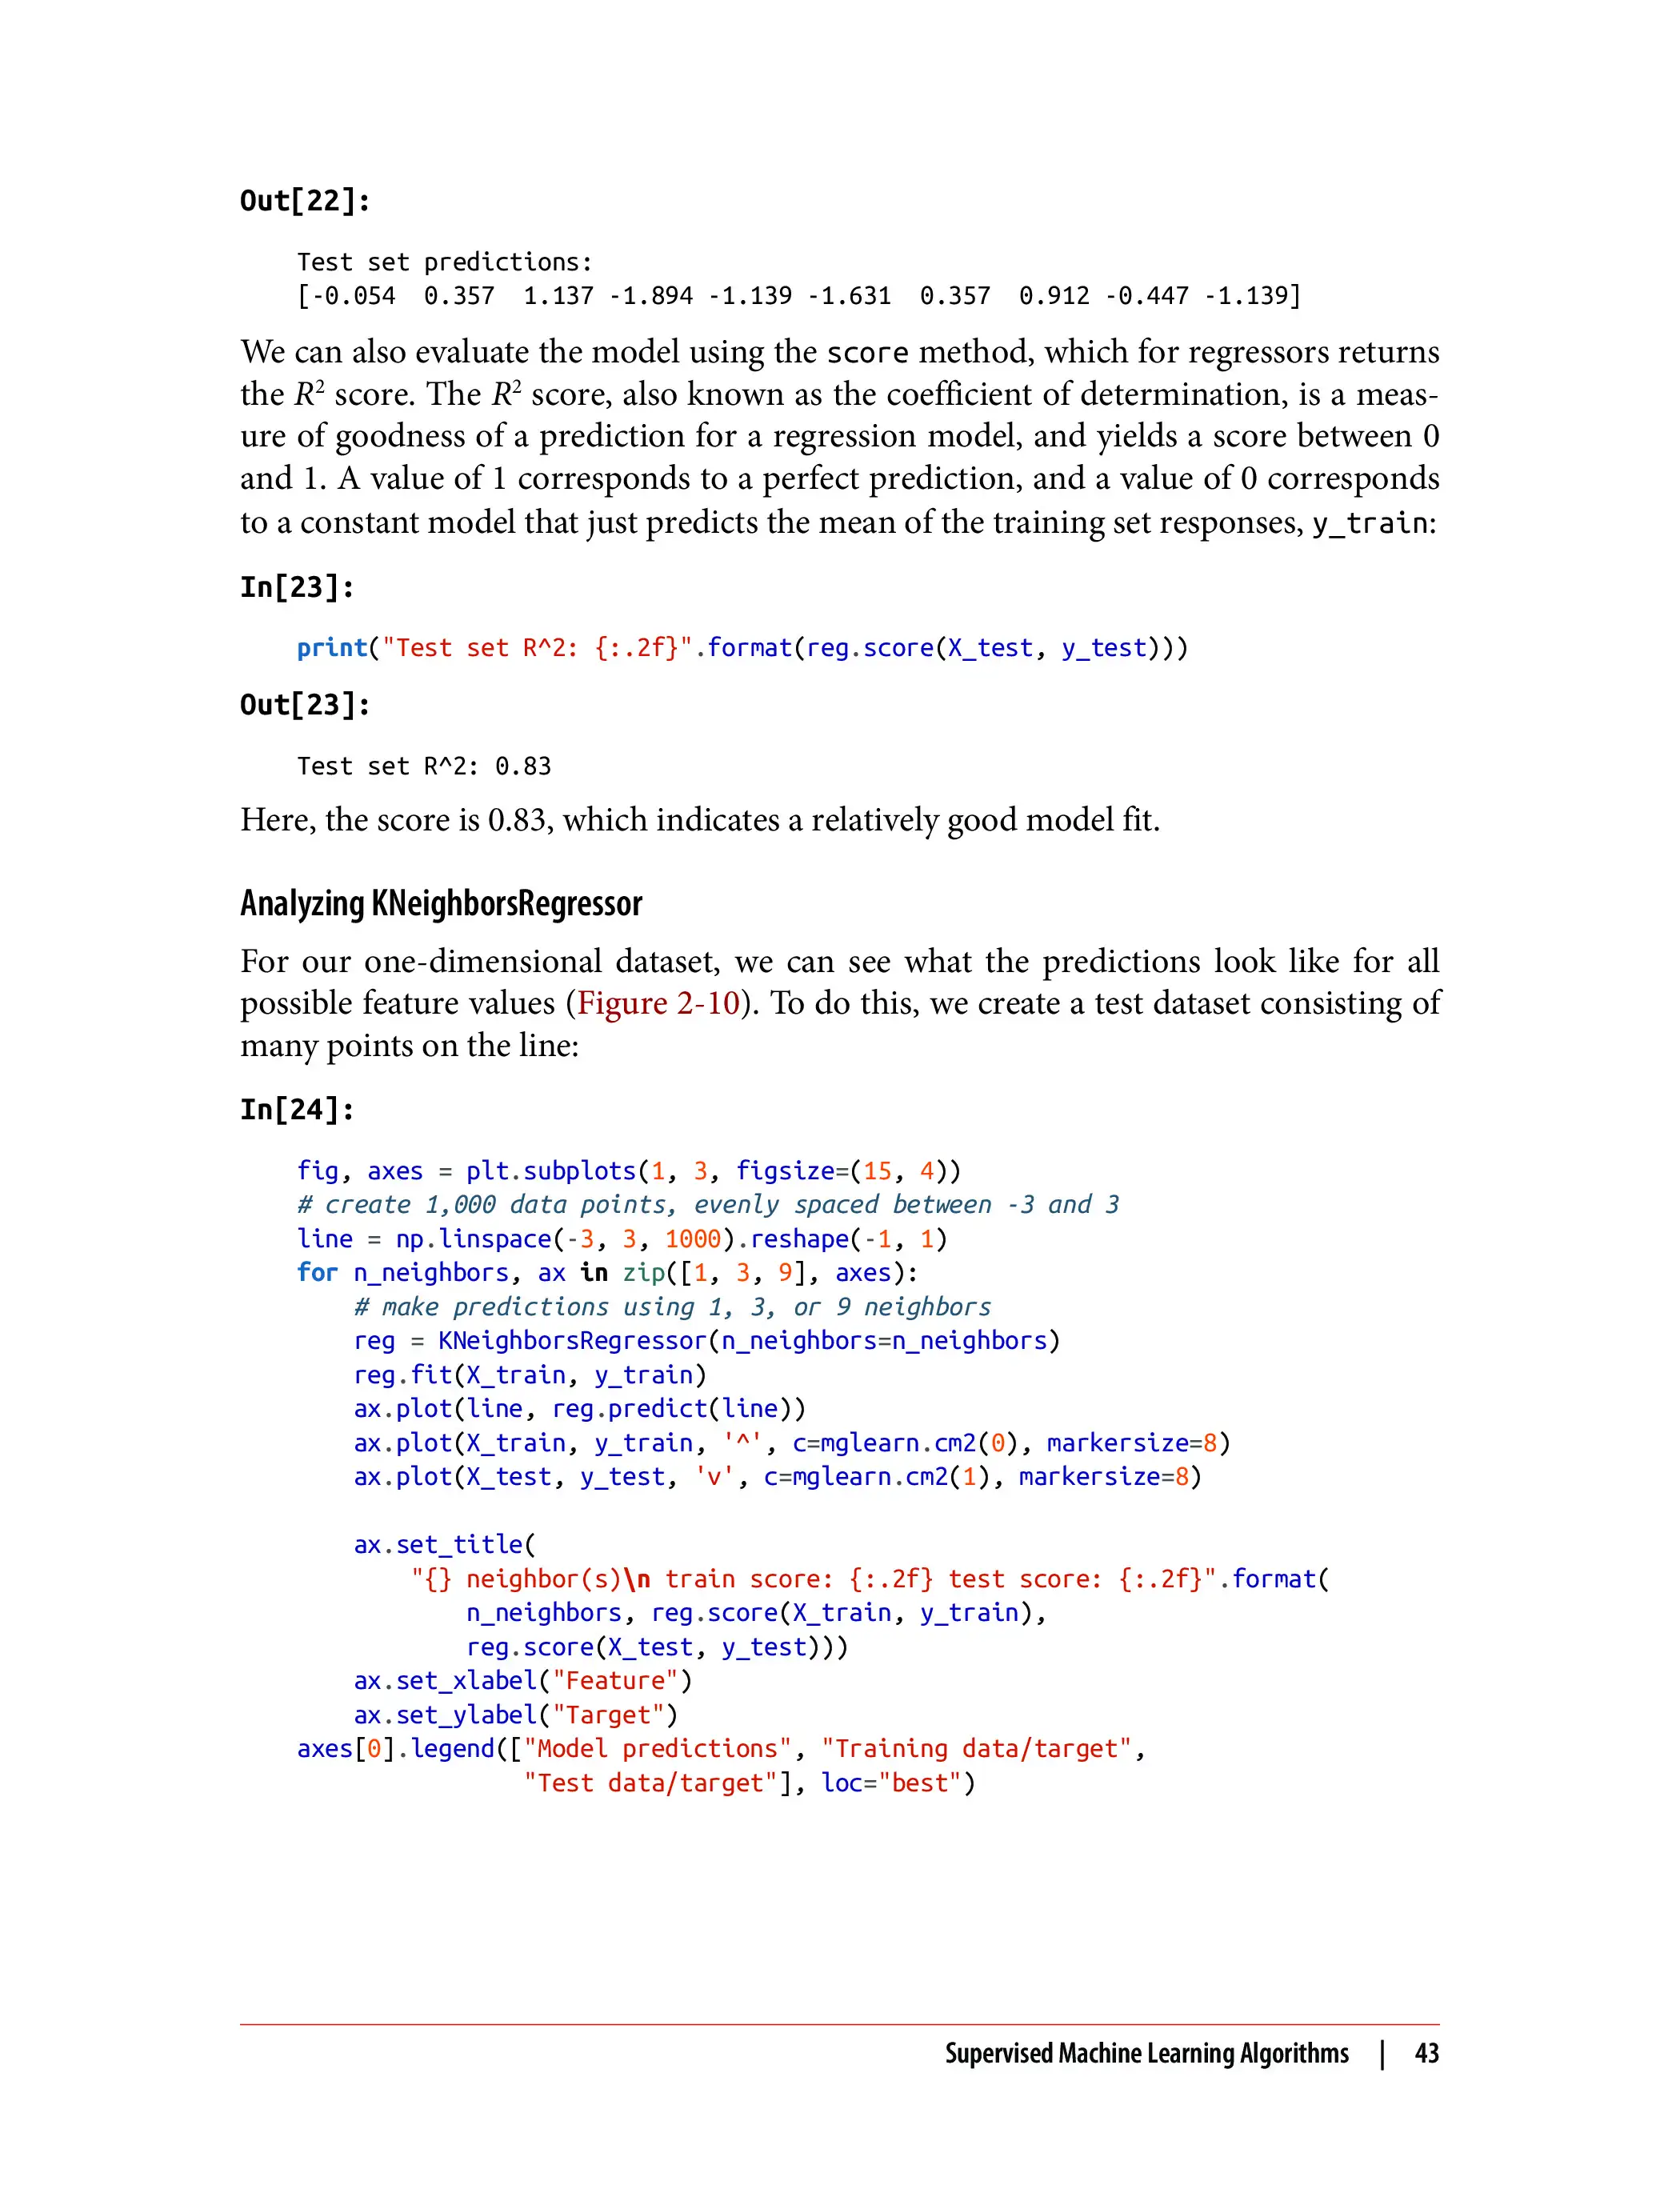 Out[22]:
Test set predictions:
[-0.054  0.357  1.137 -1.894 -1.139 -1.631  0.357  0.912 -0.447 -1.139]
We can also evaluate the model using the score method, which for regressors returns
the R² score. The R² score, also known as the coefficient of determination, is a meas-
ure of goodness of a prediction for a regression model, and yields a score between 0
and 1. A value of 1 corresponds to a perfect prediction, and a value of 0 corresponds
to a constant model that just predicts the mean of the training set responses, y_train:
In[23]:
print("Test set R^2: {:.2f}".format(reg.score(X_test, y_test)))
Out[23]:
Test set R^2: 0.83
Here, the score is 0.83, which indicates a relatively good model fit.
Analyzing KNeighborsRegressor
For our one-dimensional dataset, we can see what the predictions look like for all
possible feature values (Figure 2-10). To do this, we create a test dataset consisting of
many points on the line:
In[24]:
fig, axes = plt.subplots(1, 3, figsize=(15, 4))
# create 1,000 data points, evenly spaced between -3 and 3
line = np.linspace(-3, 3, 1000).reshape(-1, 1)
for n_neighbors, ax in zip([1, 3, 9], axes):
    # make predictions using 1, 3, or 9 neighbors
    reg = KNeighborsRegressor(n_neighbors=n_neighbors)
    reg.fit(X_train, y_train)
    ax.plot(line, reg.predict(line))
    ax.plot(X_train, y_train, '^', c=mglearn.cm2(0), markersize=8)
    ax.plot(X_test, y_test, 'v', c=mglearn.cm2(1), markersize=8)
    ax.set_title(
        "{} neighbor(s)\n train score: {:.2f} test score: {:.2f}".format(
            n_neighbors, reg.score(X_train, y_train),
            reg.score(X_test, y_test)))
    ax.set_xlabel("Feature")
    ax.set_ylabel("Target")
axes[0].legend(["Model predictions", "Training data/target",
                "Test data/target"], loc="best")
Supervised Machine Learning Algorithms | 43